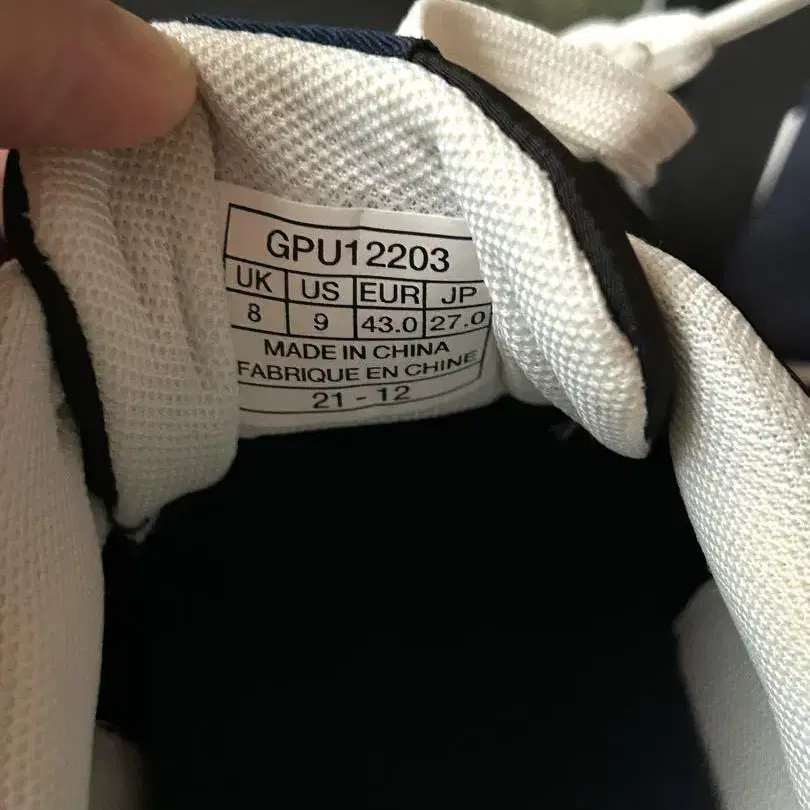 GPU12203
UK US EUR JP
8 9 43.0 27.0
MADE IN CHINA
FABRIQUE EN CHINE
21 - 12